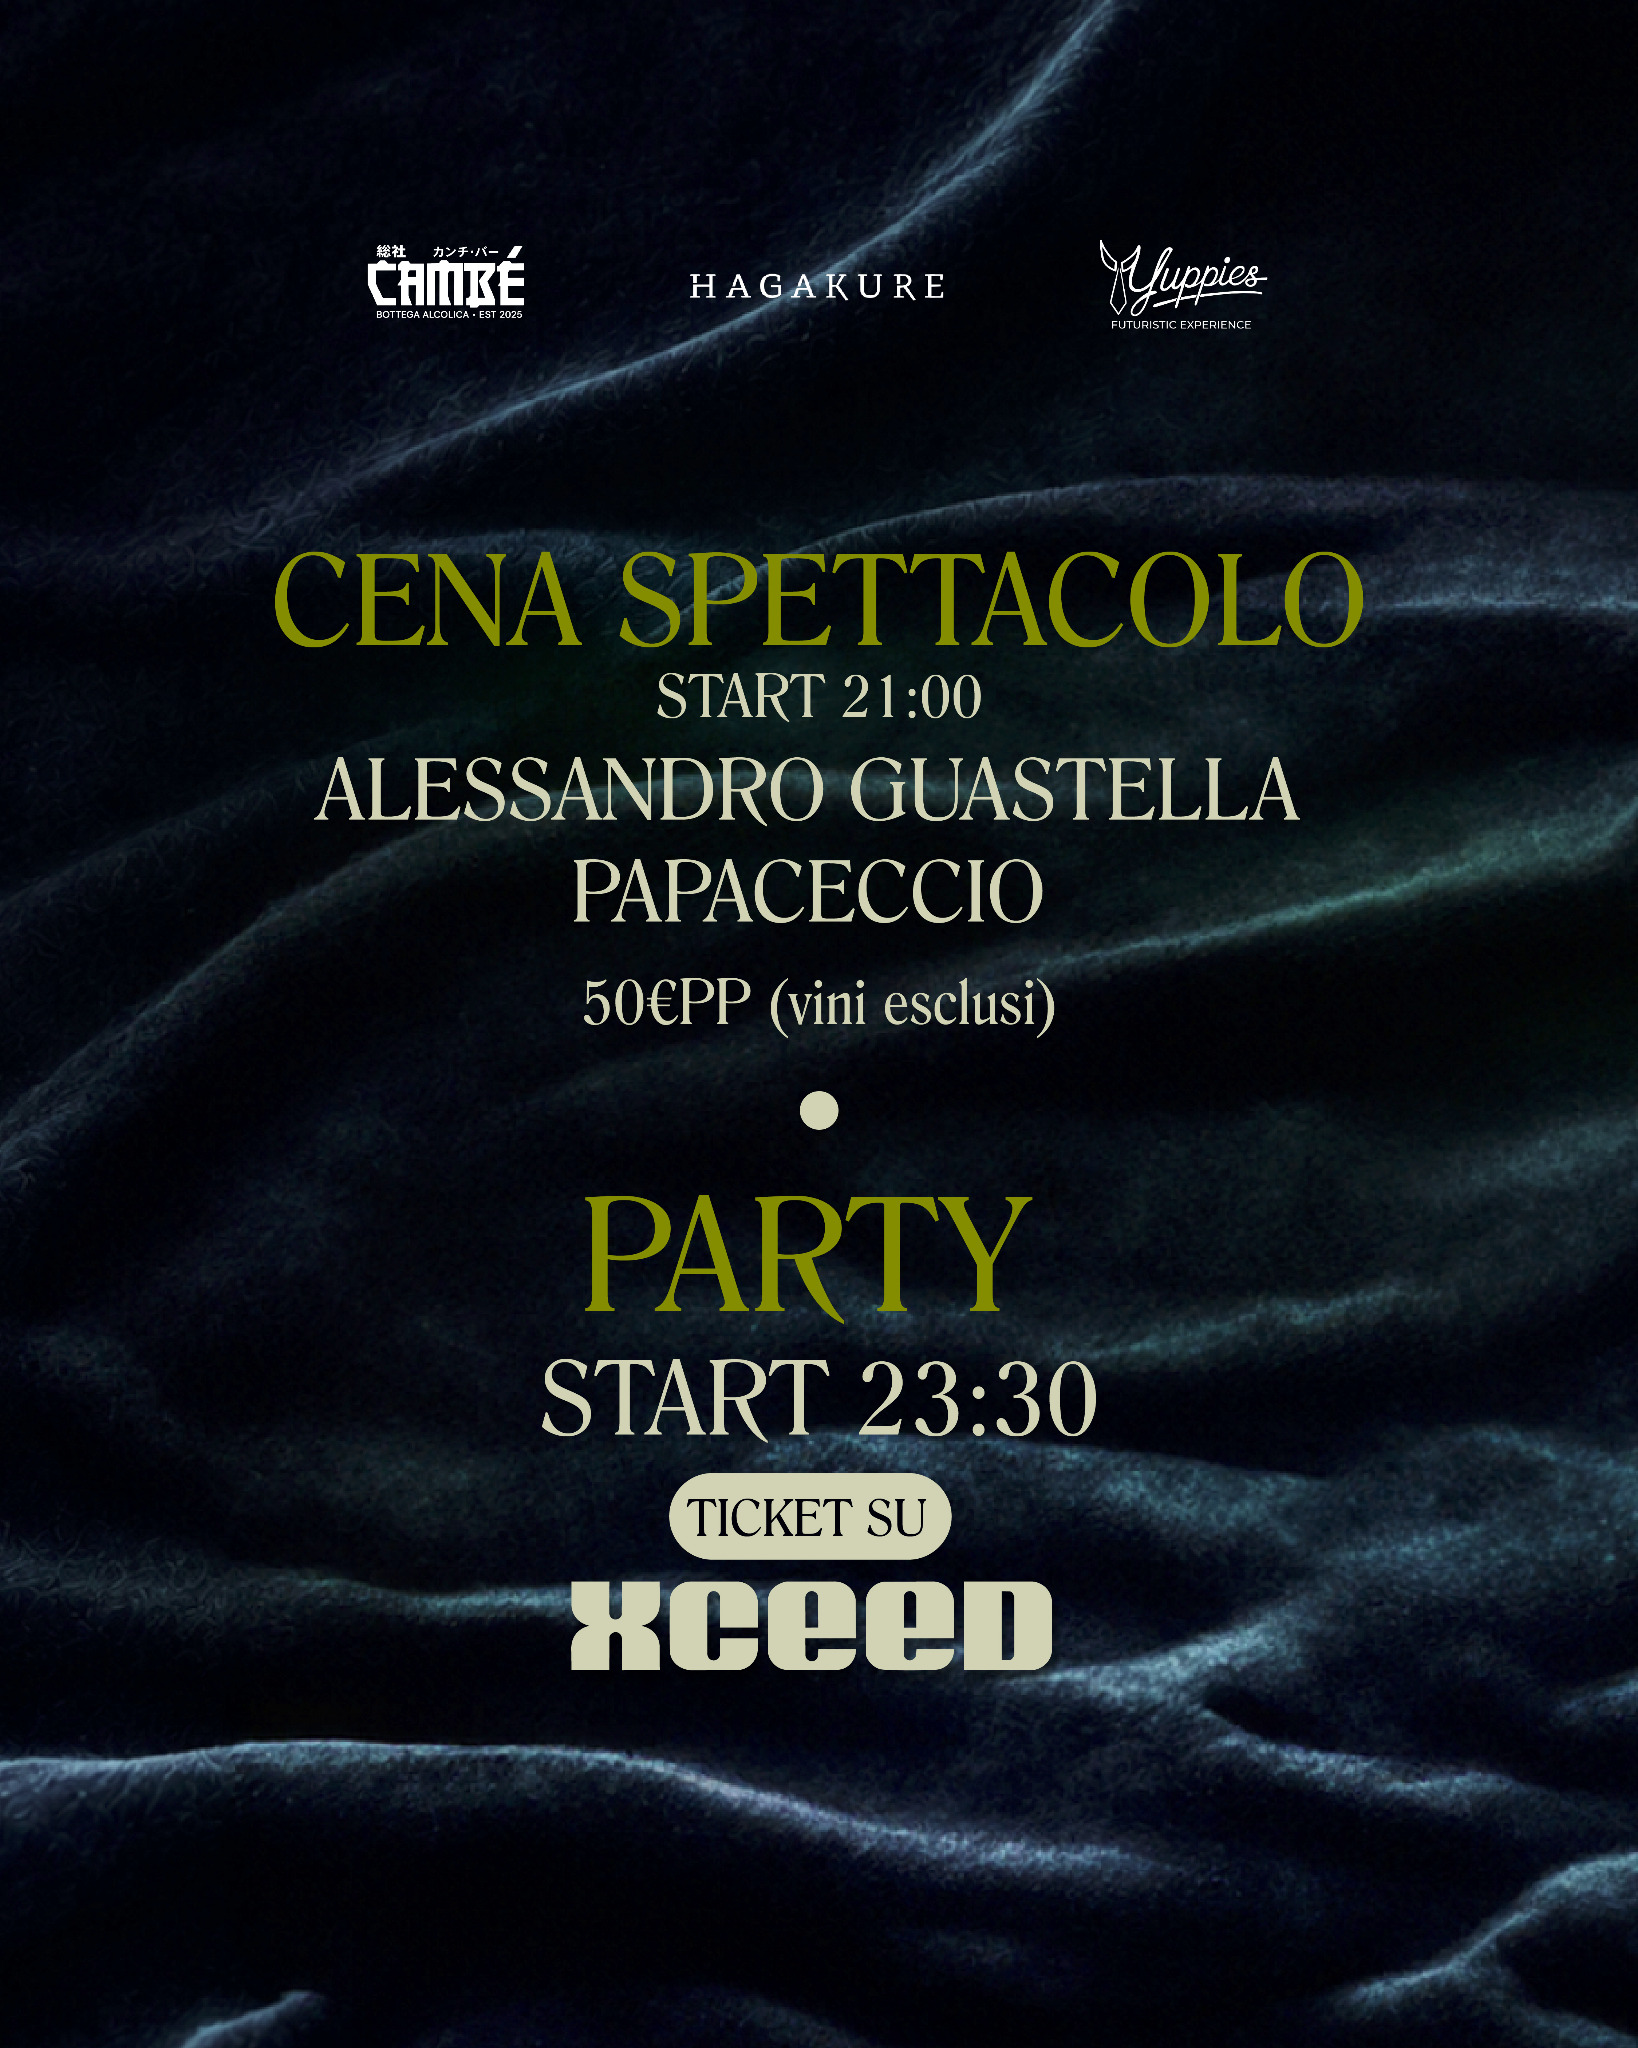 総社 カンチ・バー
CAMBÉ
BOTTEGA ALCOLICA • EST 2025
HAGAKURE
Yuppies
FUTURISTIC EXPERIENCE
CENA SPETTACOLO
START 21:00
ALESSANDRO GUASTELLA
PAPACECCIO
50€PP (vini esclusi)
PARTY
START 23:30
TICKET SU
XCEED